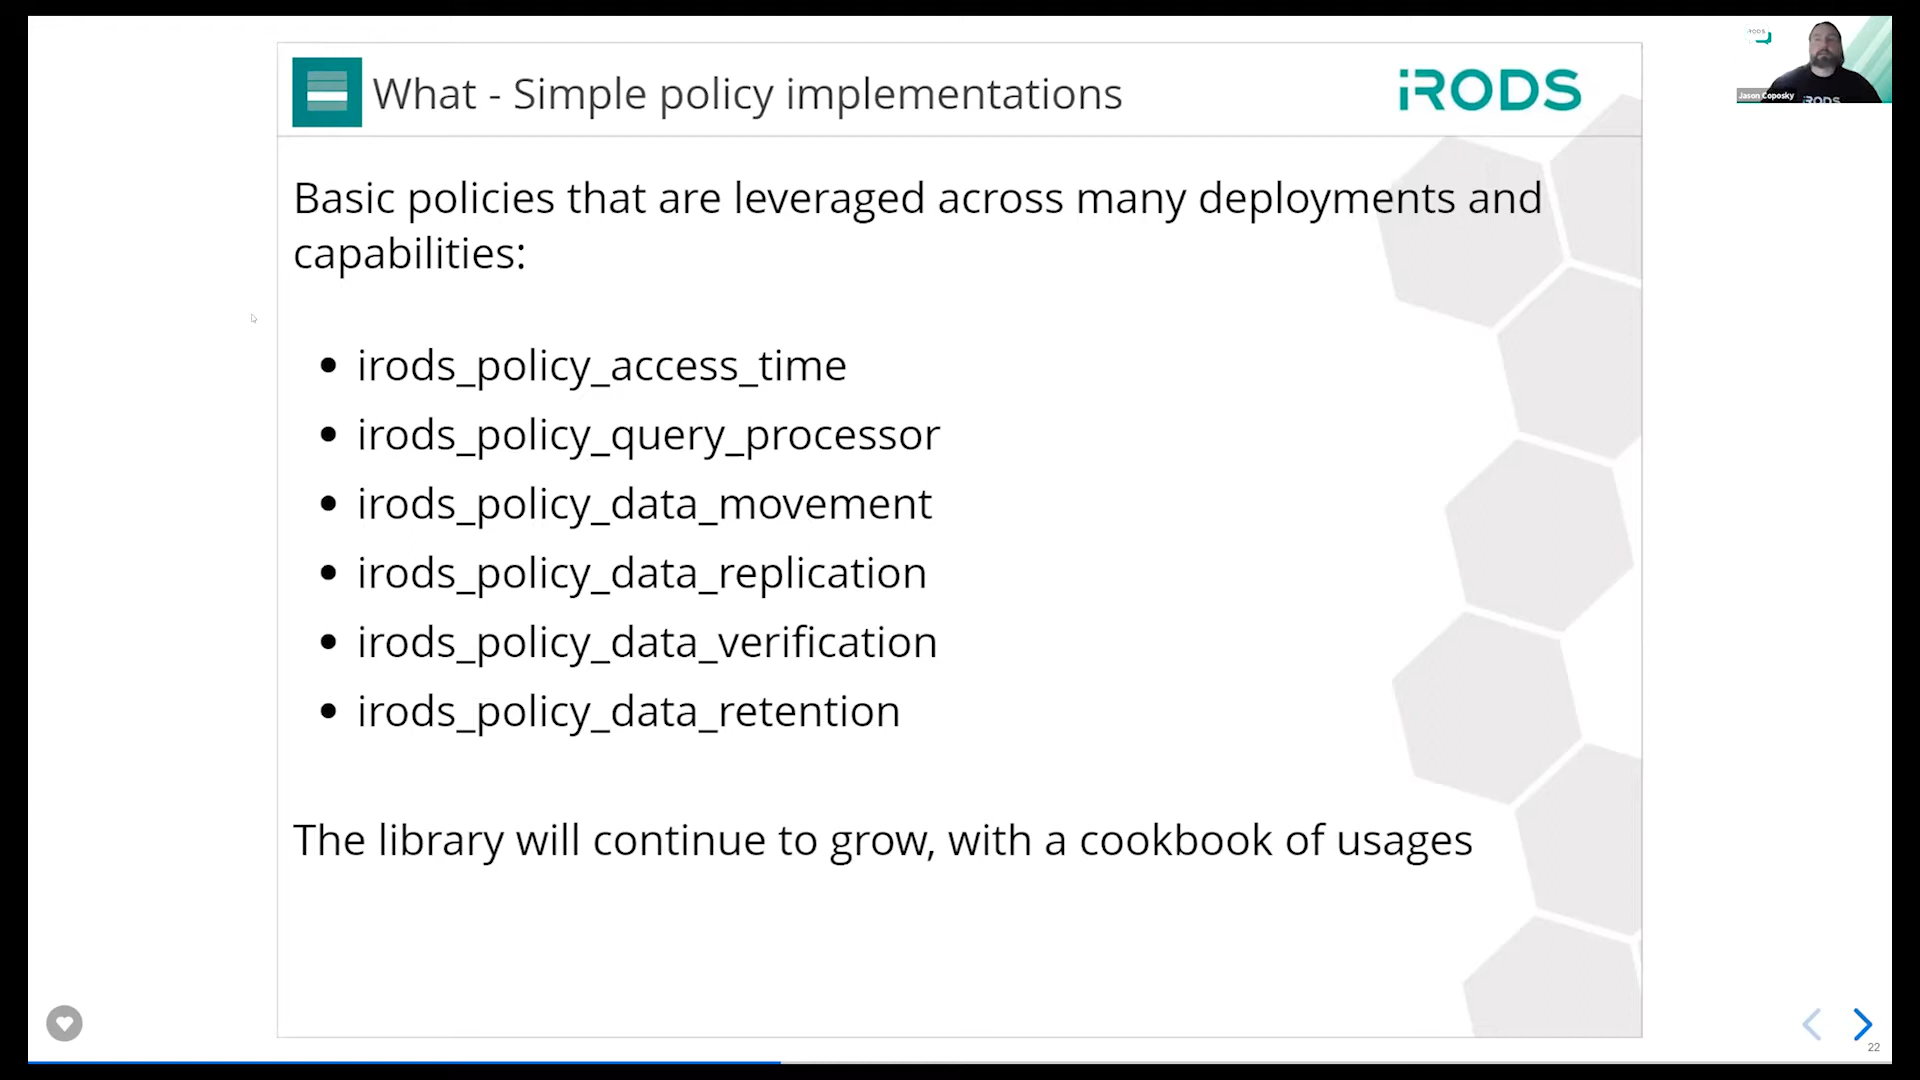 What - Simple policy implementations
iRODS
Jason Coposky
iRODS
Basic policies that are leveraged across many deployments and
capabilities:
• irods_policy_access_time
• irods_policy_query_processor
• irods_policy_data_movement
• irods_policy_data_replication
• irods_policy_data_verification
• irods_policy_data_retention
The library will continue to grow, with a cookbook of usages
22